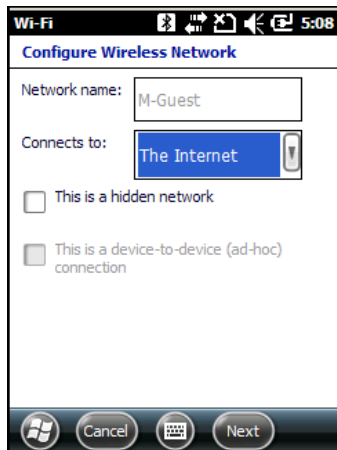 Wi-Fi 5:08
Configure Wireless Network
Network name: M-Guest
Connects to: The Internet
This is a hidden network
This is a device-to-device (ad-hoc)
connection
Cancel Next